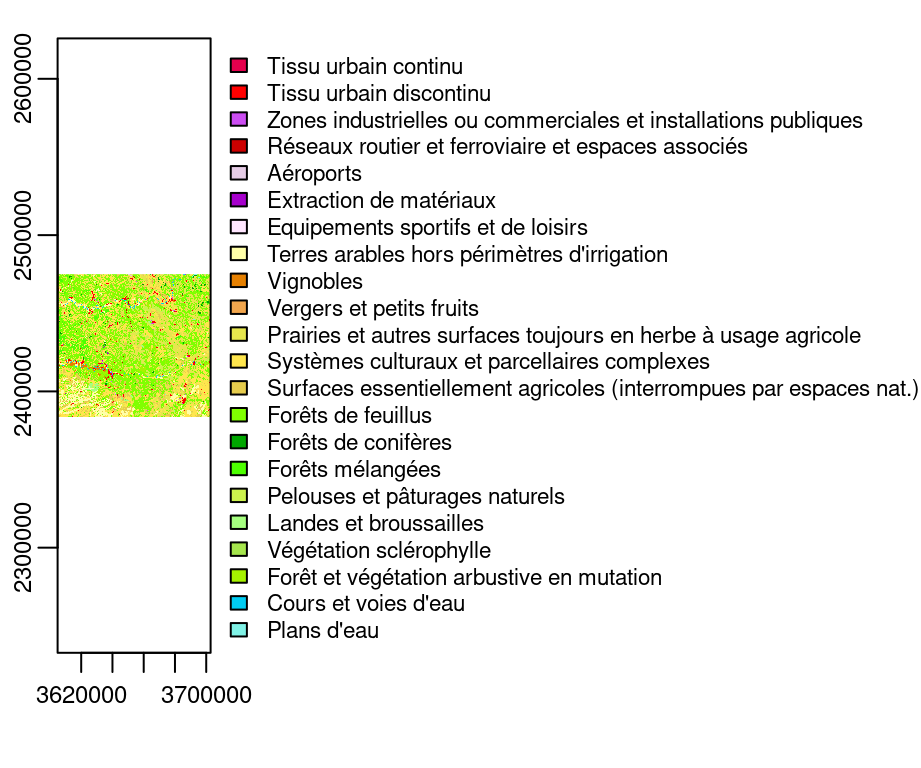 2600000
2500000
2400000
2300000
3620000
3700000
Tissu urbain continu
Tissu urbain discontinu
Zones industrielles ou commerciales et installations publiques
Réseaux routier et ferroviaire et espaces associés
Aéroports
Extraction de matériaux
Equipements sportifs et de loisirs
Terres arables hors périmètres d'irrigation
Vignobles
Vergers et petits fruits
Prairies et autres surfaces toujours en herbe à usage agricole
Systèmes culturaux et parcellaires complexes
Surfaces essentiellement agricoles (interrompues par espaces nat.)
Forêts de feuillus
Forêts de conifères
Forêts mélangées
Pelouses et pâturages naturels
Landes et broussailles
Végétation sclérophylle
Forêt et végétation arbustive en mutation
Cours et voies d'eau
Plans d'eau